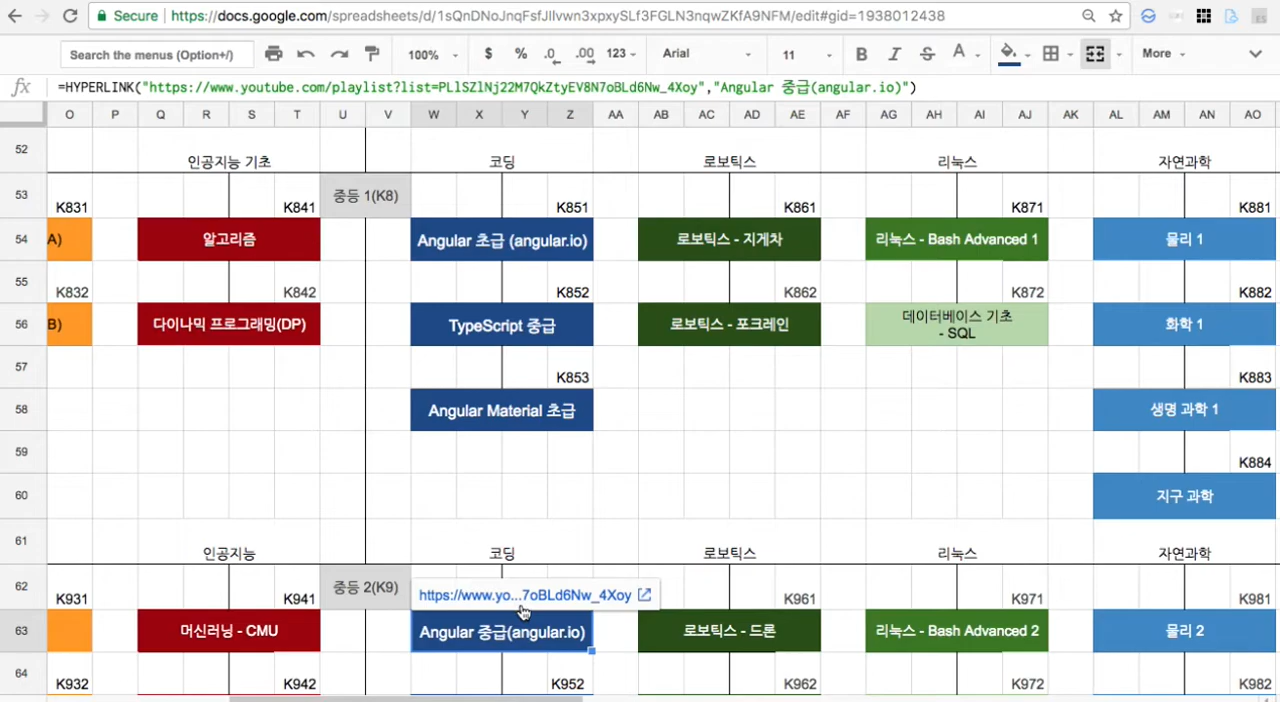 Secure https://docs.google.com/spreadsheets/d/1sQnDNoJnqFsfJIlvwn3xpxySLf3FGLN3nqwZKfA9NFM/edit#gid=1938012438
Search the menus (Option+/) 100% $ % .0 .00 123 Arial 11 B I S A More
fx =HYPERLINK("https://www.youtube.com/playlist?list=PLlSZlNj22M7QkZtyEV8N7oBLd6Nw_4Xoy","Angular 중급(angular.io)")
O P Q R S T U V W X Y Z AA AB AC AD AE AF AG AH AI AJ AK AL AM AN AO
52 인공지능 기초 코딩 로보틱스 리눅스 자연과학
53 K831 K841 중등 1(K8) K851 K861 K871 K881
54 A) 알고리즘 Angular 초급 (angular.io) 로보틱스 - 지게차 리눅스 - Bash Advanced 1 물리 1
55 K832 K842 K852 K862 K872 K882
56 B) 다이나믹 프로그래밍(DP) TypeScript 중급 로보틱스 - 포크레인 데이터베이스 기초
- SQL 화학 1
57 K853 K883
58 Angular Material 초급 생명 과학 1
59 K884
60 지구 과학
61 인공지능 코딩 로보틱스 리눅스 자연과학
62 K931 K941 중등 2(K9) https://www.yo...7oBLd6Nw_4Xoy K961 K971 K981
63 머신러닝 - CMU Angular 중급(angular.io) 로보틱스 - 드론 리눅스 - Bash Advanced 2 물리 2
64 K932 K942 K952 K962 K972 K982